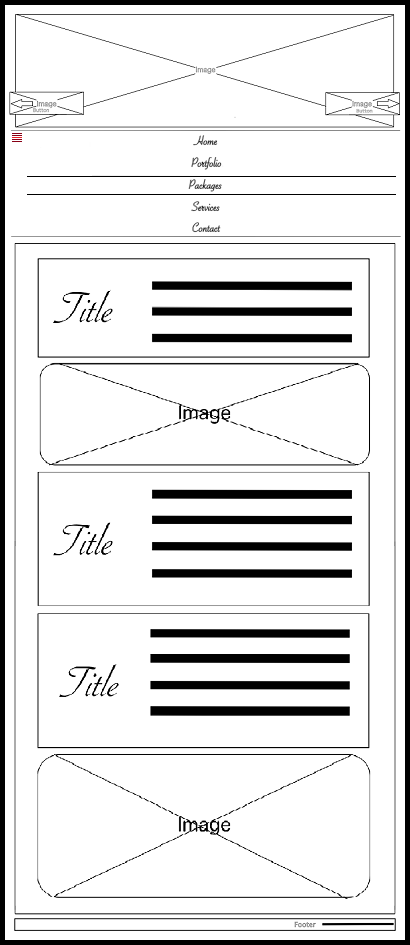 Image
Image
Button
Image
Button
Home
Portfolio
Packages
Services
Contact
Title
Image
Title
Title
Image
Footer